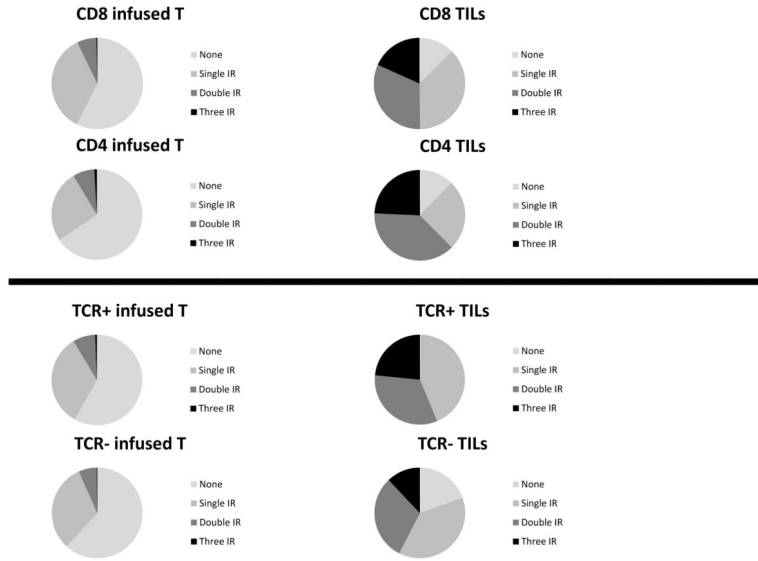 CD8 infused T
None
Single IR
Double IR
Three IR
CD8 TILs
None
Single IR
Double IR
Three IR
CD4 infused T
None
Single IR
Double IR
Three IR
CD4 TILs
None
Single IR
Double IR
Three IR
TCR+ infused T
None
Single IR
Double IR
Three IR
TCR+ TILs
None
Single IR
Double IR
Three IR
TCR- infused T
None
Single IR
Double IR
Three IR
TCR- TILs
None
Single IR
Double IR
Three IR